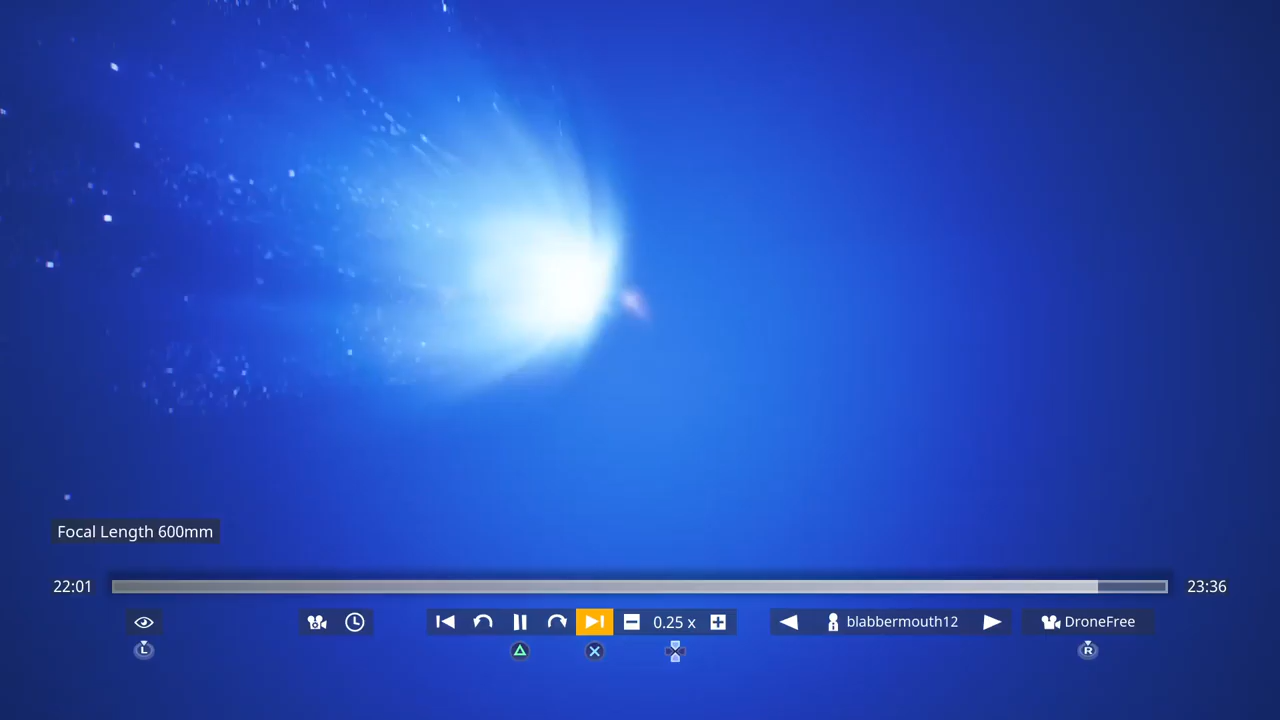 Focal Length 600mm
22:01
23:36
0.25 x
blabbermouth12
DroneFree
L
R